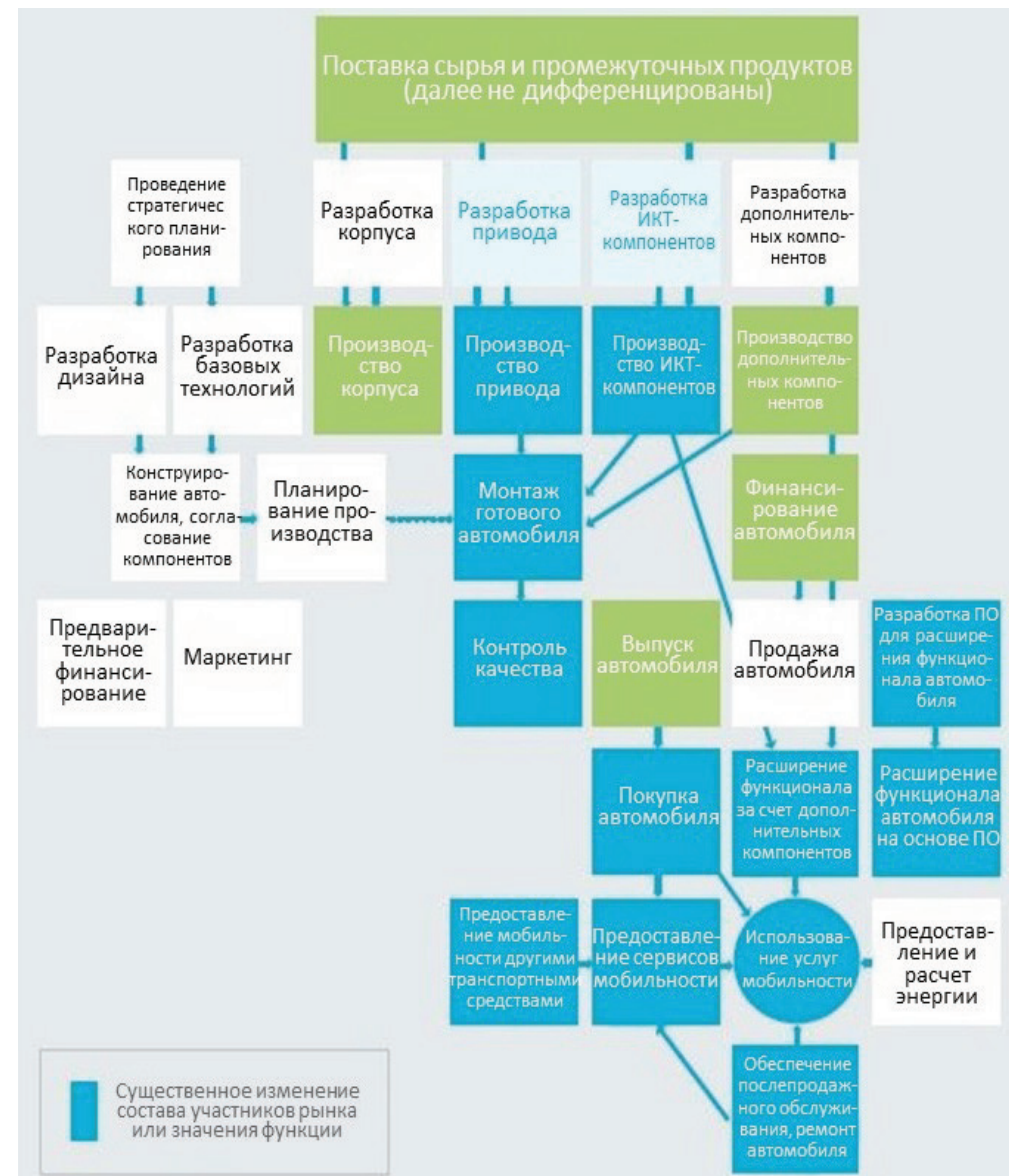 Поставка сырья и промежуточных продуктов
(далее не дифференцированы)
Проведение
стратегичес
кого плани-
рования
Разработка
корпуса
Разработка
привода
Разработка
ИКТ-
компонентов
Разработка
дополнитель-
ных компо-
нентов
Разработка
дизайна
Разработка
базовых
технологий
Производ-
ство
корпуса
Производ-
ство
привода
Производ-
ство ИКТ-
компонентов
Производство
дополнитель-
ных компо-
нентов
Конструиро-
вание авто-
мобиля, согла-
сование
компонентов
Планиро-
вание про-
изводства
Монтаж
готового
автомобиля
Финанси-
рование
автомобиля
Предвари-
тельное
финанси-
рование
Маркетинг
Контроль
качества
Выпуск
автомобиля
Продажа
автомобиля
Разработка ПО
для расшире-
ния функцио-
нала автомо-
биля
Покупка
автомобиля
Расширение
функционала
за счет допол-
нительных
компонентов
Расширение
функционала
автомобиля
на основе ПО
Предоставле-
ние мобиль-
ности другими
транспортными
средствами
Предоставле-
ние сервисов
мобильности
Использова-
ние услуг
мобильности
Предостав-
ление и
расчет
энергии
Обеспечение
послепродаж-
ного обслужи-
вания, ремонт
автомобиля
Существенное изменение
состава участников рынка
или значения функции